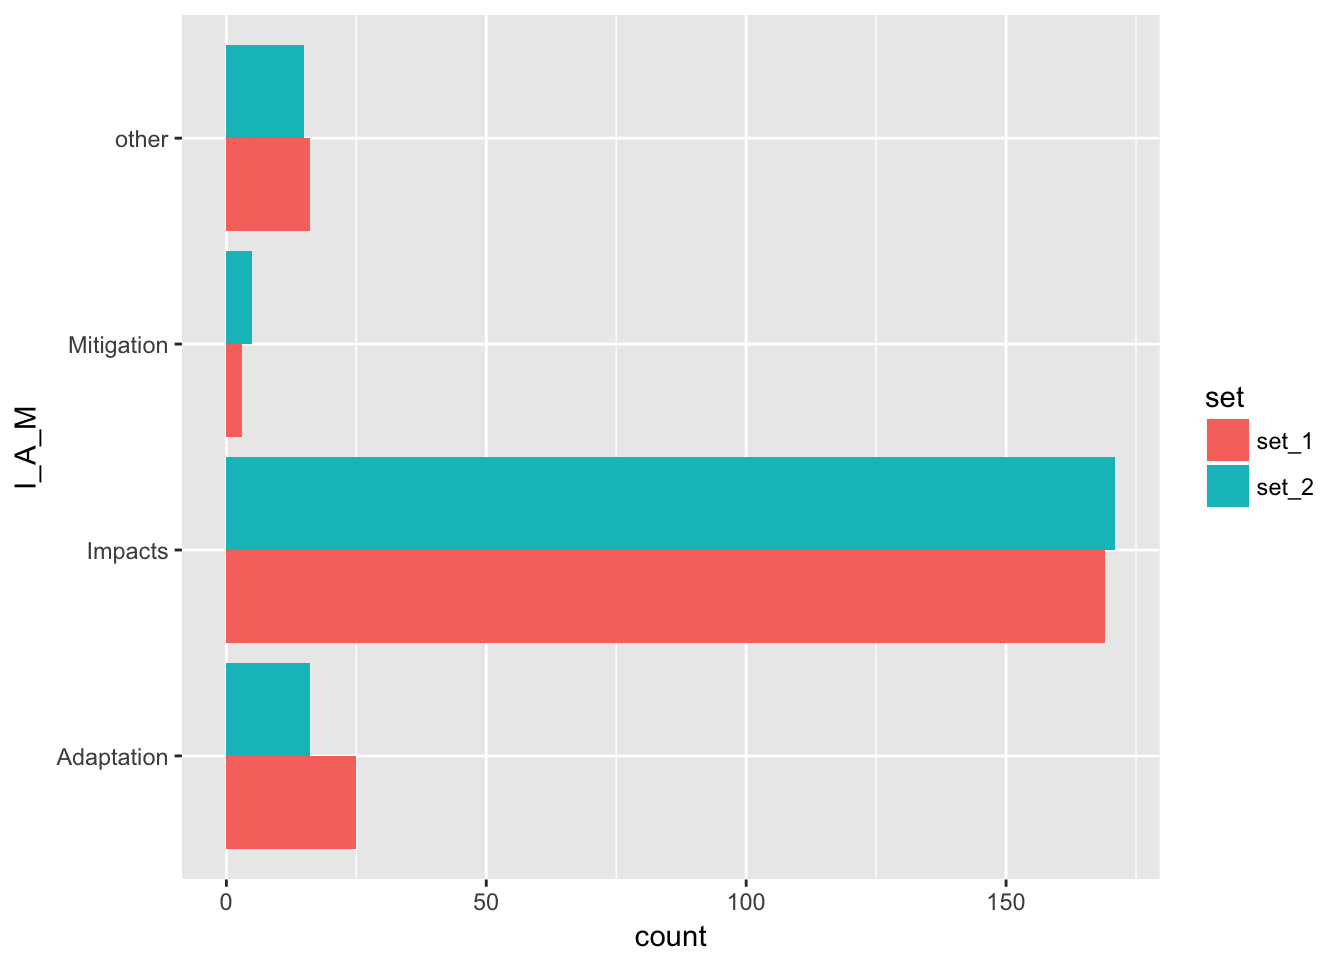 other
Mitigation
Impacts
Adaptation
I_A_M
0 50 100 150
count
set
set_1
set_2